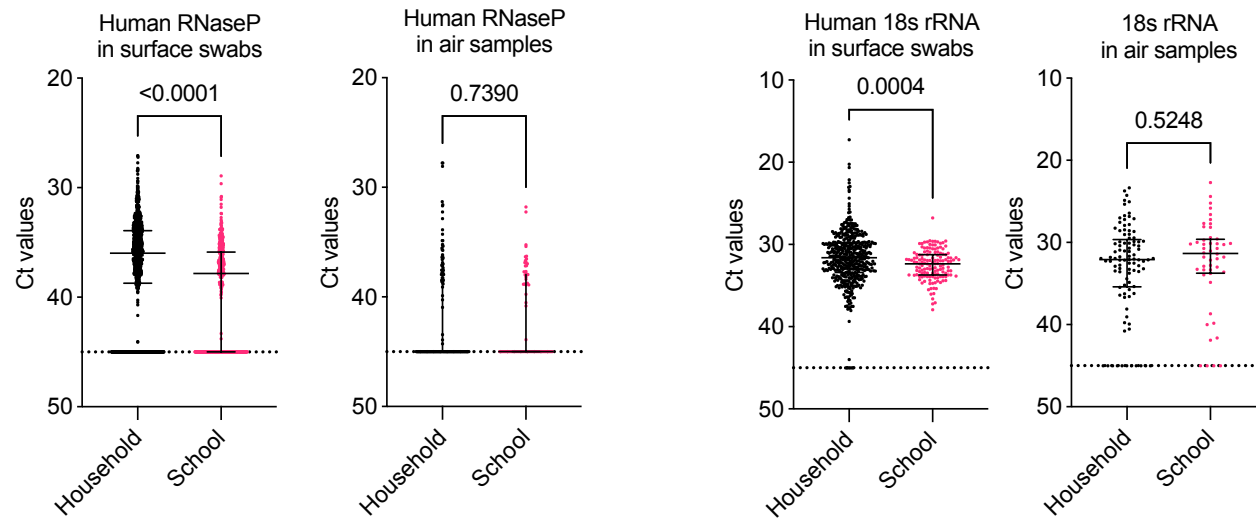 Human RNaseP
in surface swabs
<0.0001
20
30
40
50
Ct values
Household
School
Human RNaseP
in air samples
0.7390
20
30
40
50
Ct values
Household
School
Human 18s rRNA
in surface swabs
0.0004
10
20
30
40
50
Ct values
Household
School
18s rRNA
in air samples
0.5248
10
20
30
40
50
Ct values
Household
School